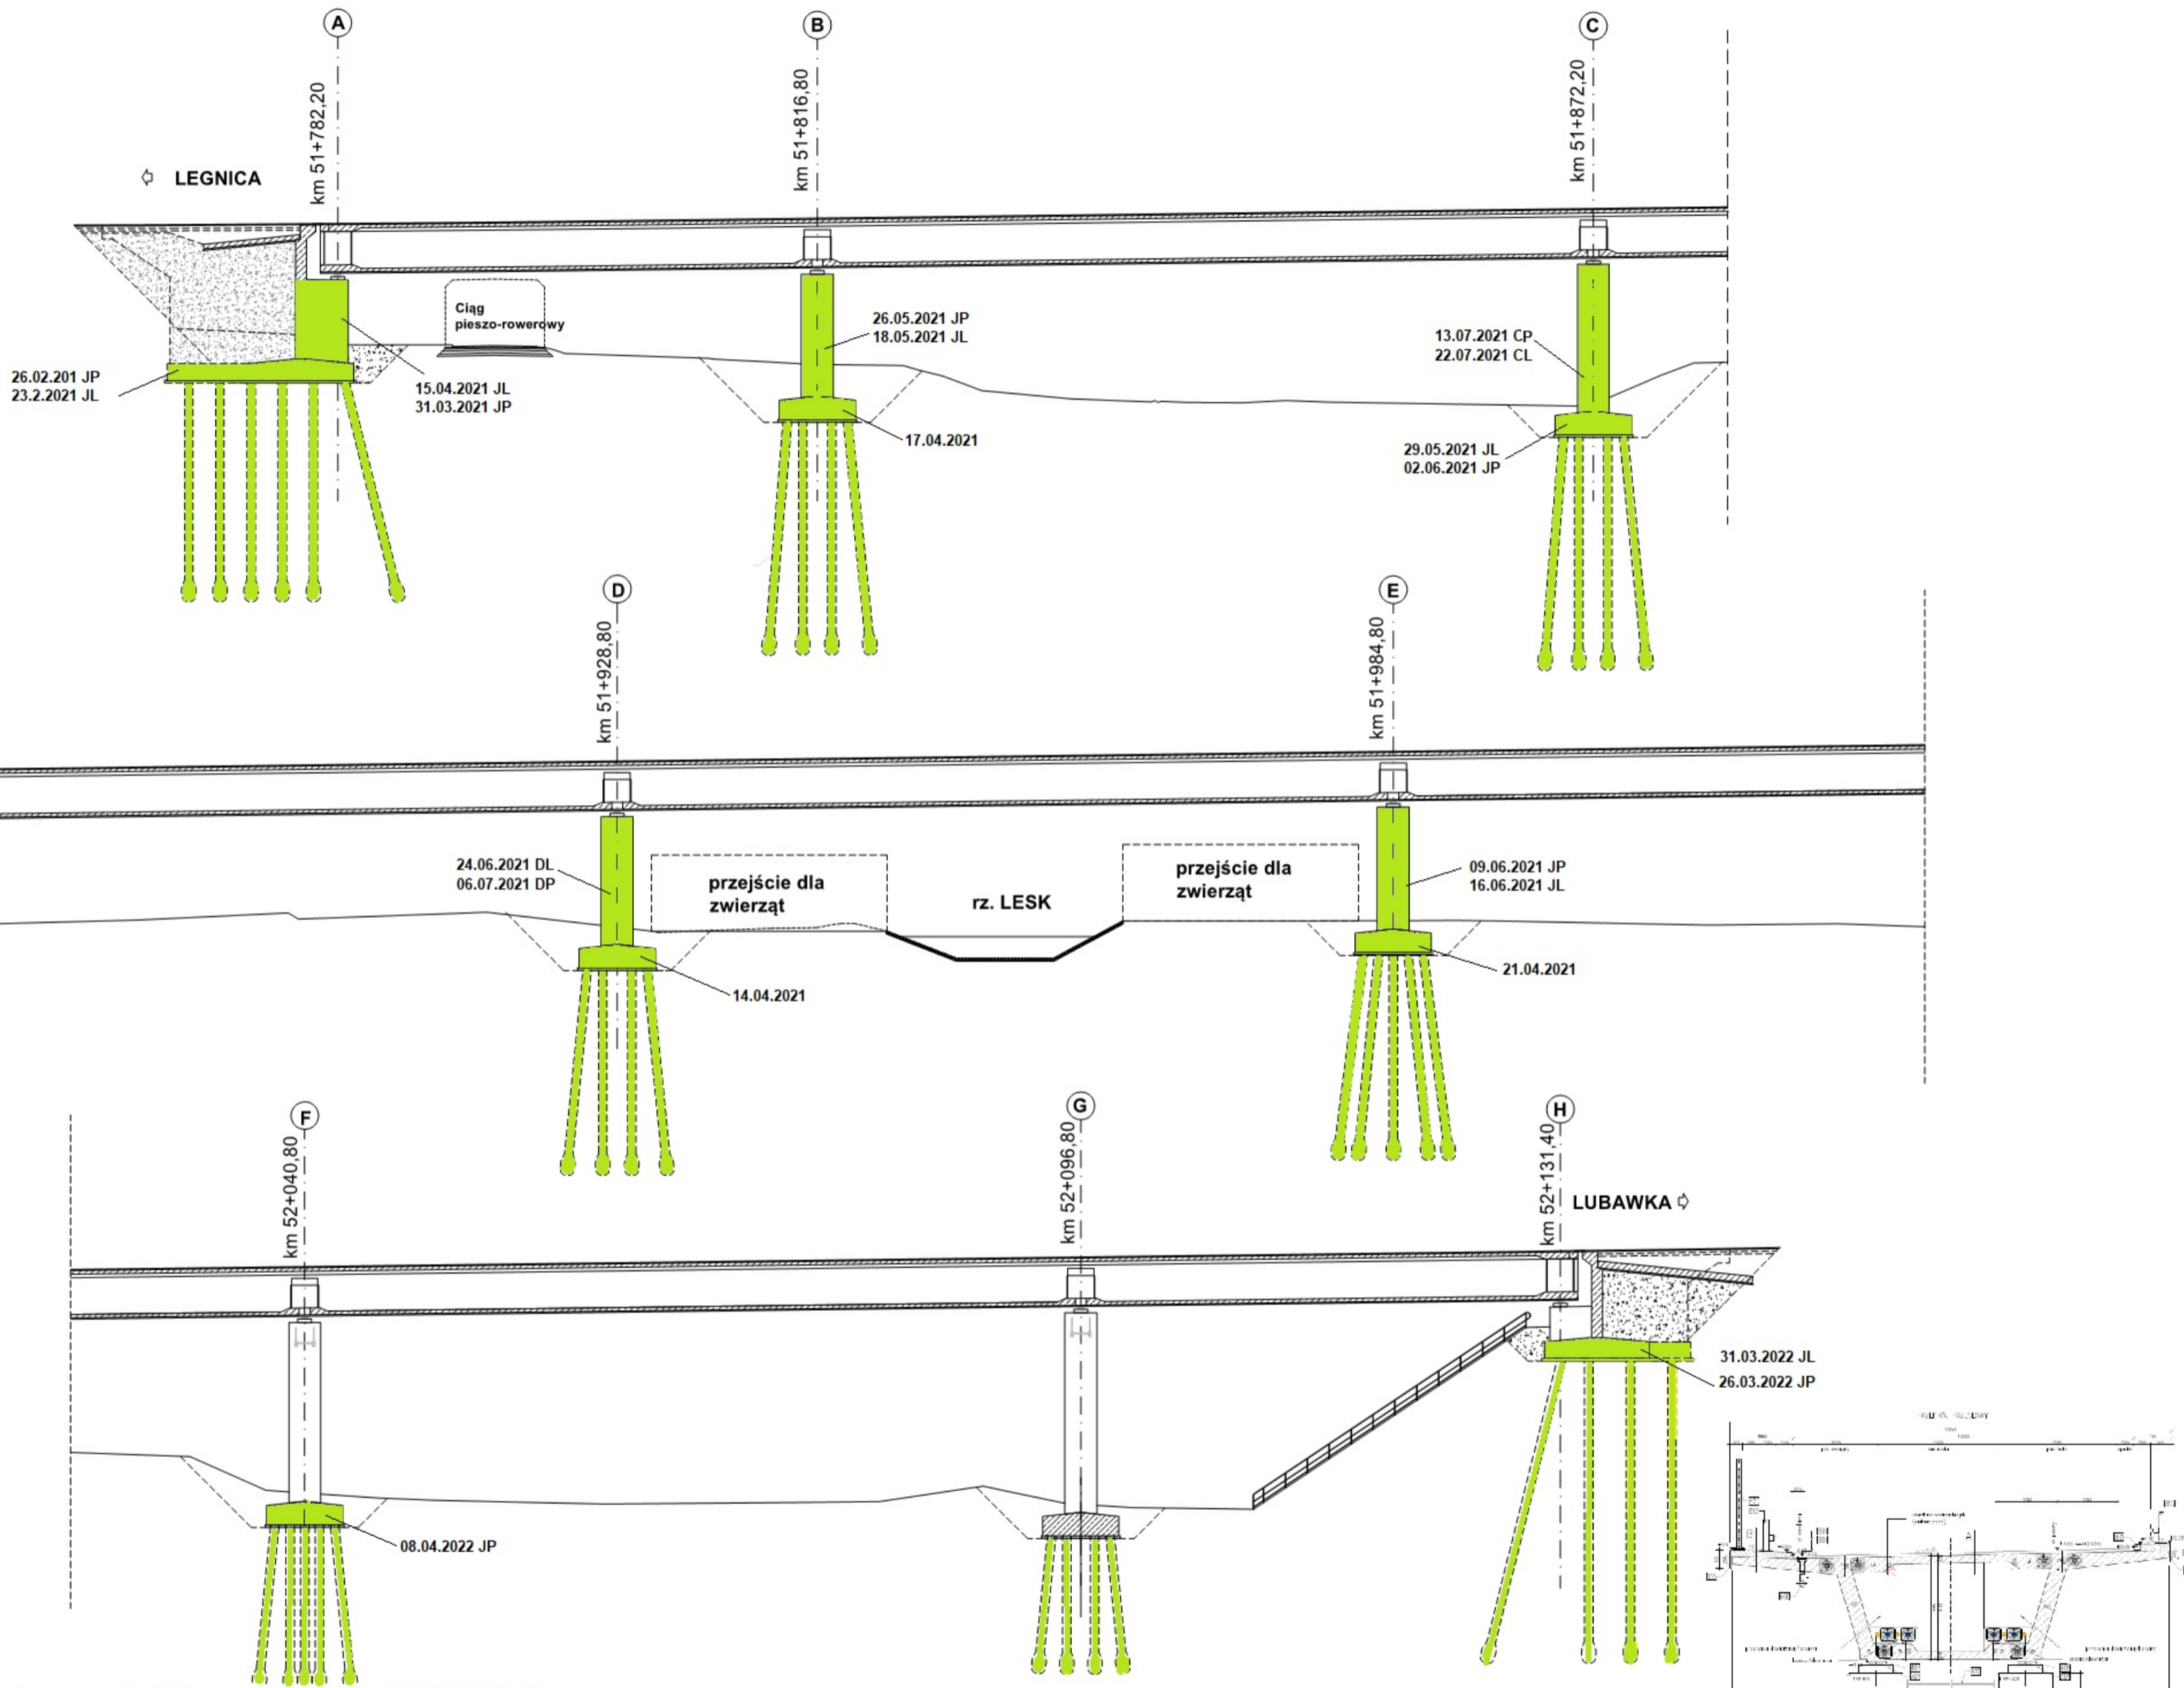 A
B
C
km 51+782,20
km 51+816,80
km 51+872,20
LEGNICA
Ciąg
pieszo-rowerowy
26.05.2021 JP
18.05.2021 JL
13.07.2021 CP
22.07.2021 CL
26.02.201 JP
23.2.2021 JL
15.04.2021 JL
31.03.2021 JP
17.04.2021
29.05.2021 JL
02.06.2021 JP
D
E
km 51+928,80
km 51+984,80
24.06.2021 DL
06.07.2021 DP
przejście dla
zwierząt
rz. LESK
przejście dla
zwierząt
09.06.2021 JP
16.06.2021 JL
14.04.2021
21.04.2021
F
G
H
km 52+040,80
km 52+096,80
km 52+131,40
LUBAWKA
31.03.2022 JL
26.03.2022 JP
08.04.2022 JP